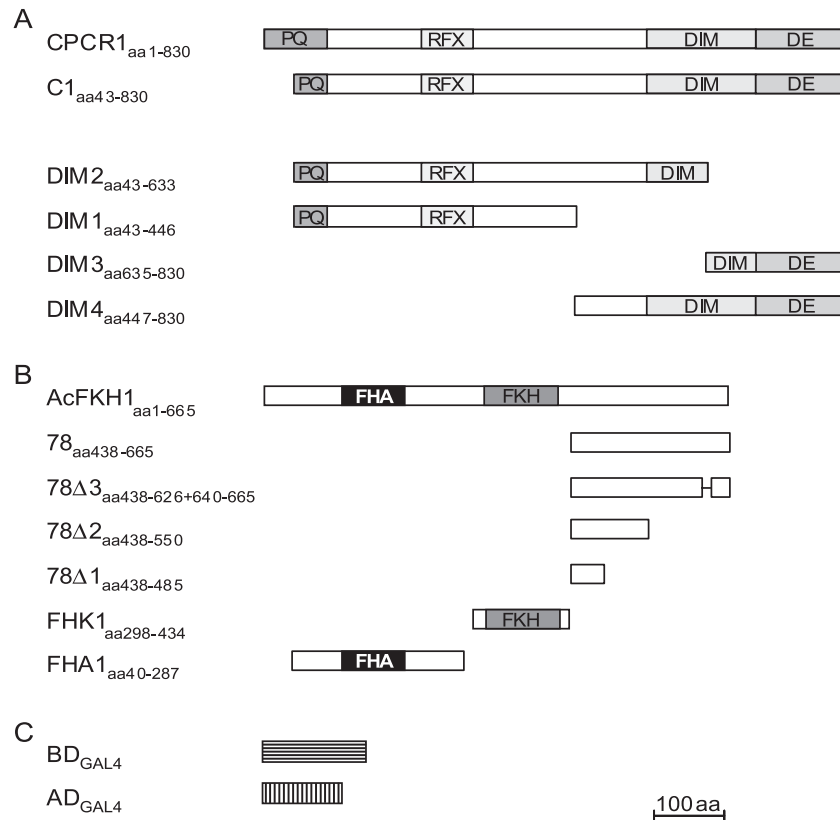 A
CPCR1aa1-830 PQ RFX DIM DE
C1aa43-830 PQ RFX DIM DE
DIM2aa43-633 PQ RFX DIM
DIM1aa43-446 PQ RFX
DIM3aa635-830 DIM DE
DIM4aa447-830 DIM DE
B
AcFKH1aa1-665 FHA FKH
78aa438-665
78Δ3aa438-626+640-665
78Δ2aa438-550
78Δ1aa438-485
FHK1aa298-434 FKH
FHA1aa40-287 FHA
C
BDGAL4
ADGAL4
100 aa